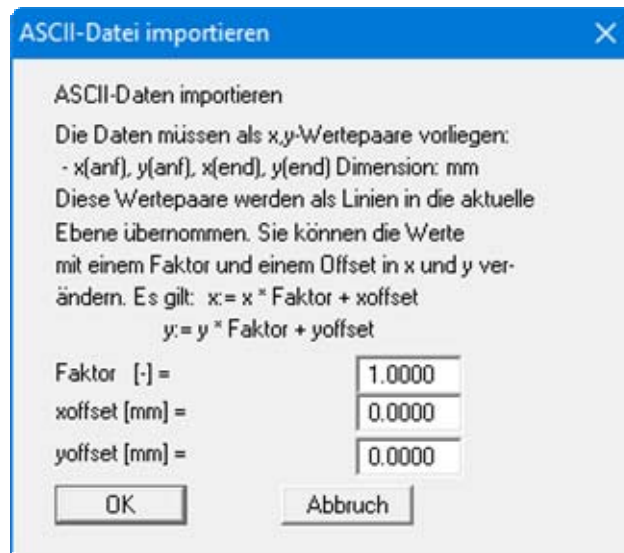 ASCII-Datei importieren
ASCII-Daten importieren
Die Daten müssen als x,y-Wertepaare vorliegen:
- x(anf), y(anf), x(end), y(end) Dimension: mm
Diese Wertepaare werden als Linien in die aktuelle
Ebene übernommen. Sie können die Werte
mit einem Faktor und einem Offset in x und y ver-
ändern. Es gilt: x:= x * Faktor + xoffset
y:= y * Faktor + yoffset
Faktor [-] = 1.0000
xoffset [mm] = 0.0000
yoffset [mm] = 0.0000
OK Abbruch